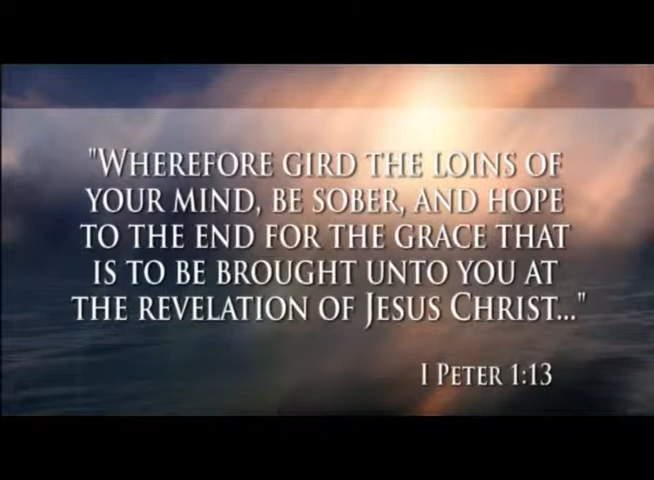 "WHEREFORE GIRD THE LOINS OF
YOUR MIND, BE SOBER, AND HOPE
TO THE END FOR THE GRACE THAT
IS TO BE BROUGHT UNTO YOU AT
THE REVELATION OF JESUS CHRIST..."
I PETER 1:13